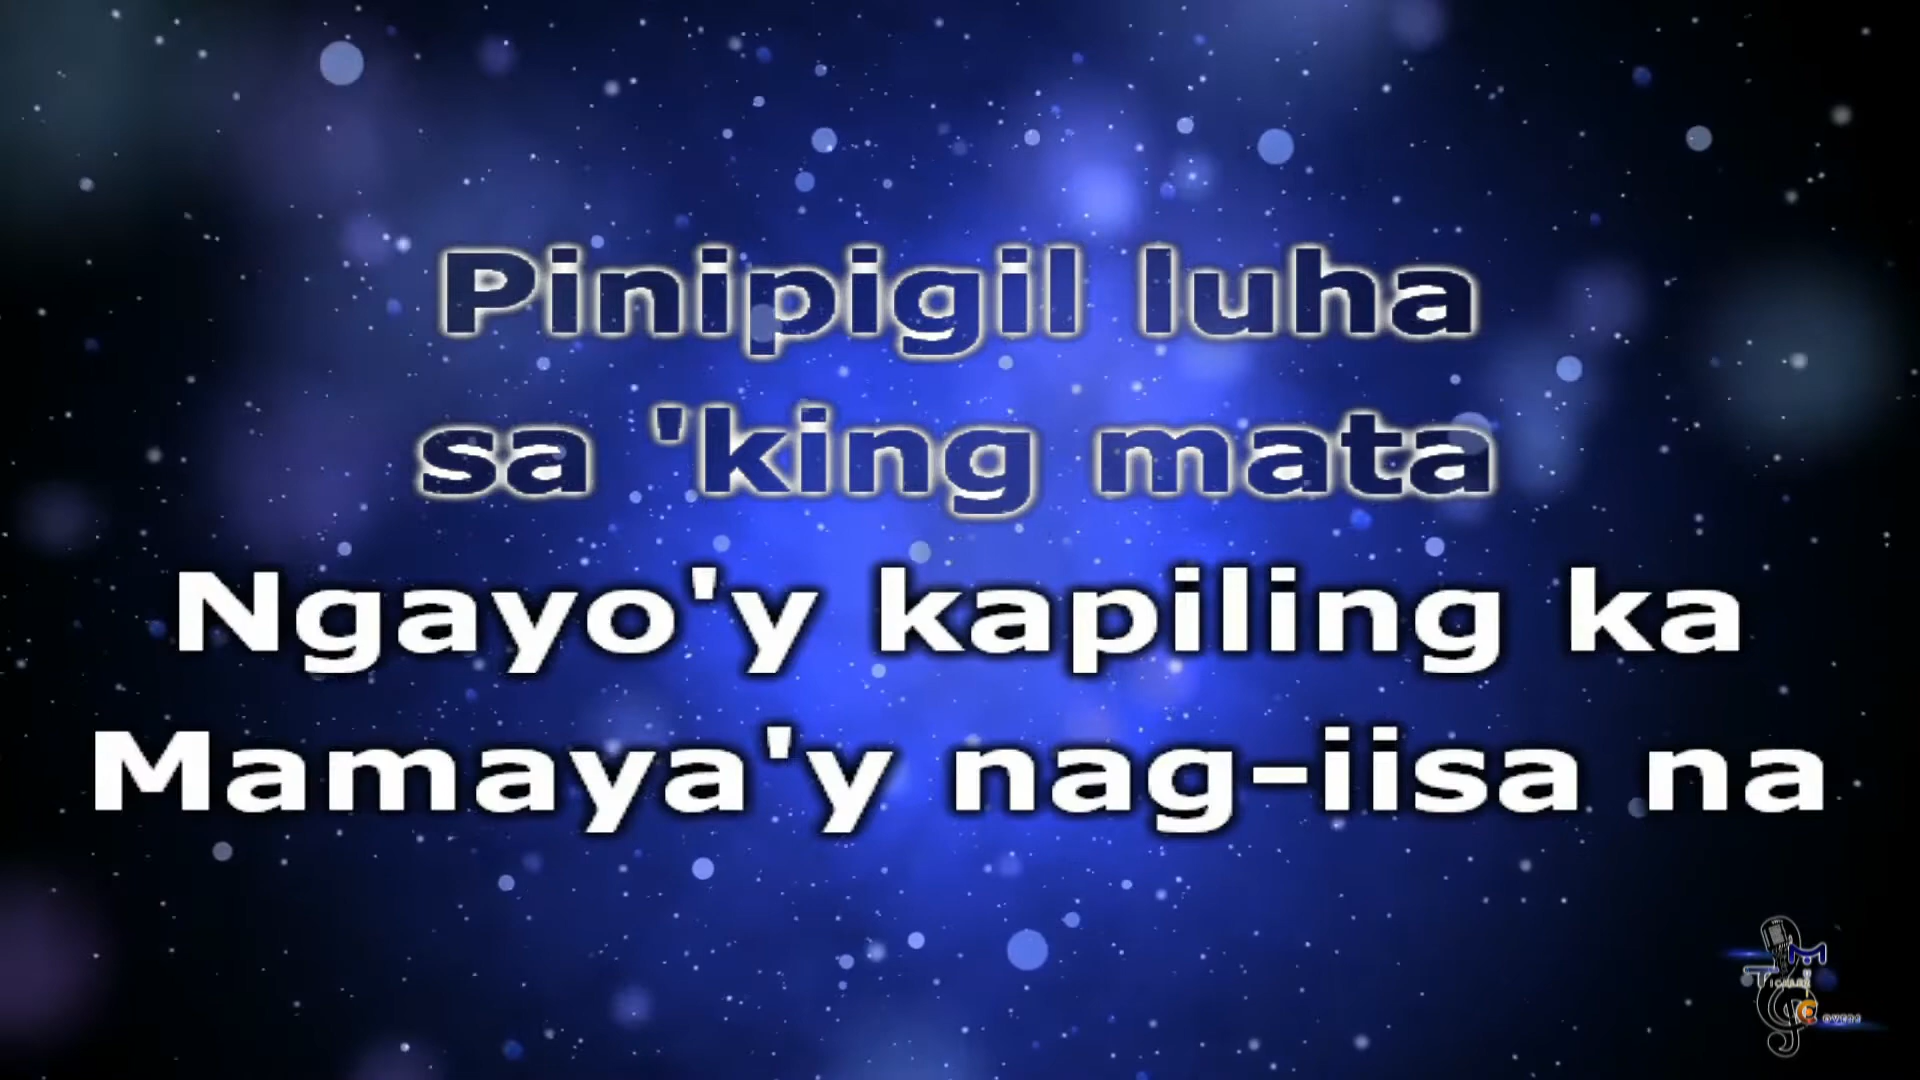 Pinipigil luha
sa 'king mata
Ngayo'y kapiling ka
Mamaya'y nag-iisa na